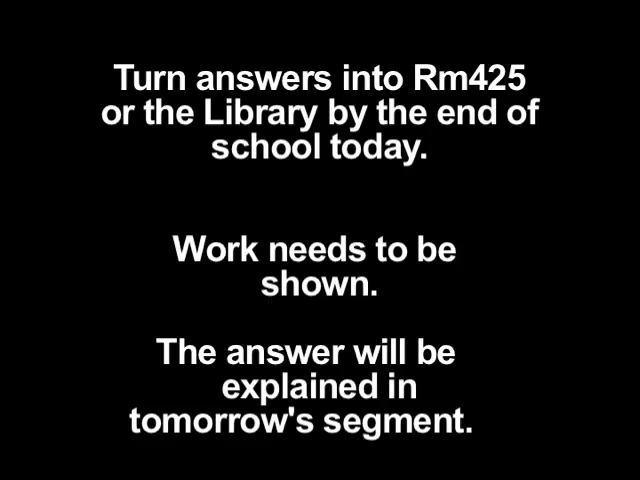 Turn answers into Rm425
or the Library by the end of
school today.
Work needs to be
shown.
The answer will be
explained in
tomorrow's segment.